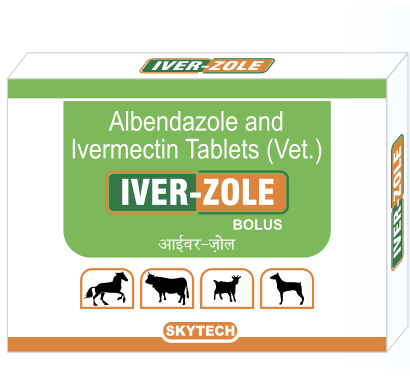 IVER-ZOLE
Albendazole and
Ivermectin Tablets (Vet.)
IVER-ZOLE
BOLUS
आईवर-ज़ोल
IVER-ZOLE
SKYTECH